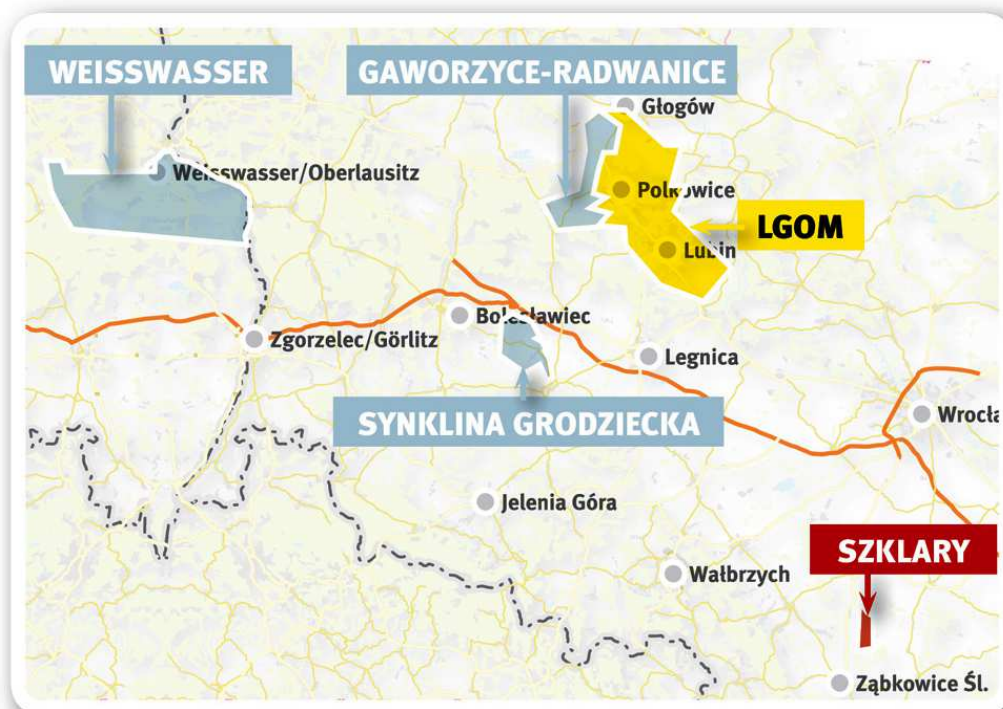 WEISSWASSER
GAWORZYCE-RADWANICE
Głogów
Weisswasser/Oberlausitz
Polkowice
LGOM
Lubin
Bolesławiec
Zgorzelec/Görlitz
Legnica
SYNKLINA GRODZIECKA
Wrocła
Jelenia Góra
SZKLARY
Wałbrzych
Ząbkowice Śl.